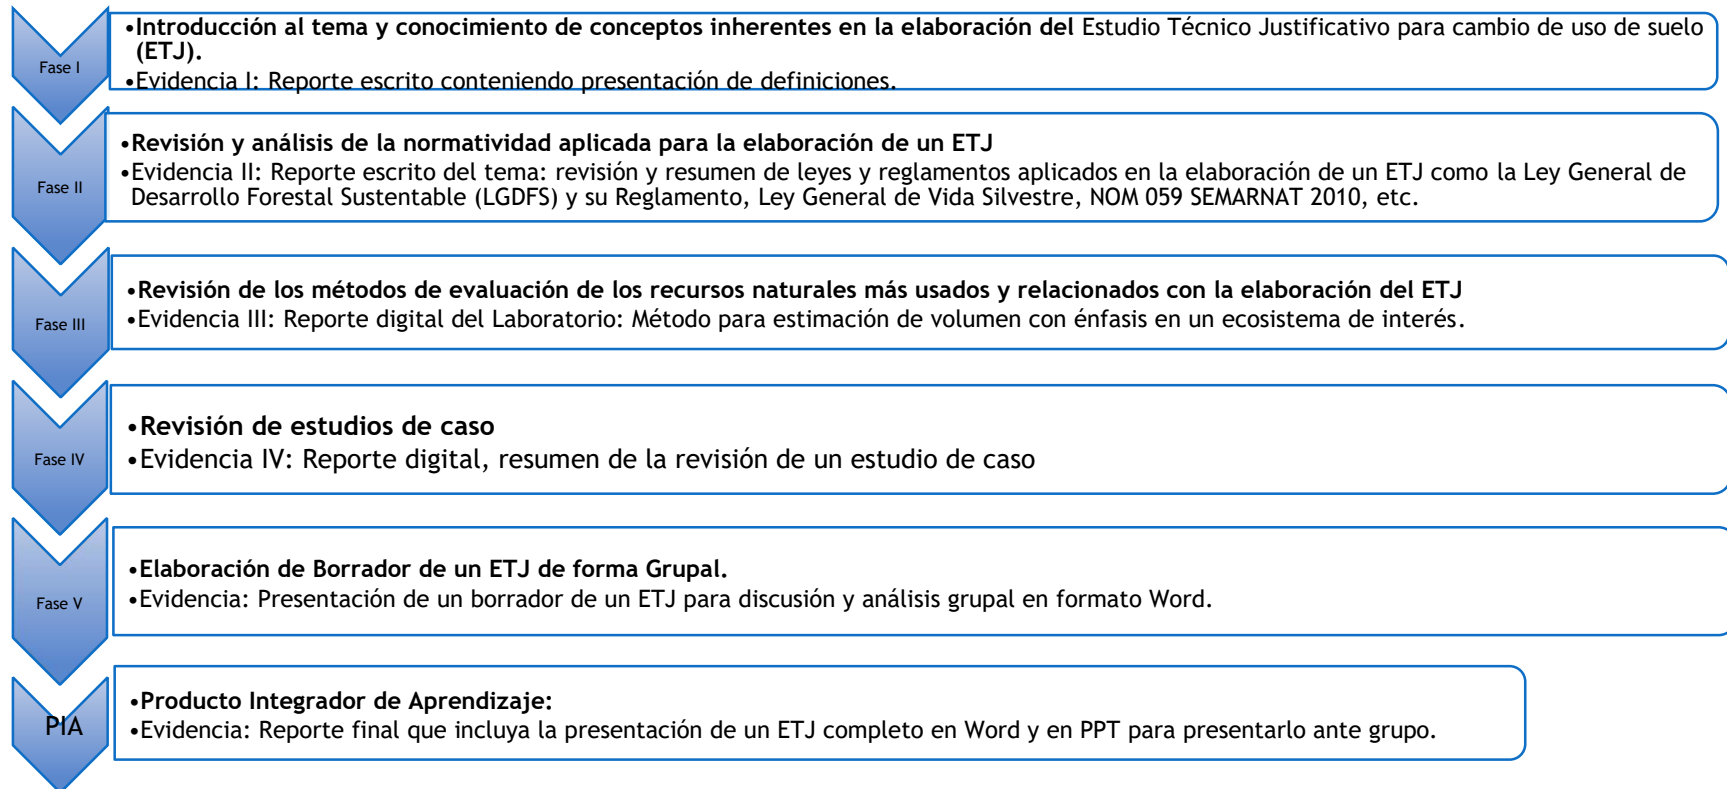 Fase I
•Introducción al tema y conocimiento de conceptos inherentes en la elaboración del Estudio Técnico Justificativo para cambio de uso de suelo
(ETJ).
•Evidencia I: Reporte escrito conteniendo presentación de definiciones.
Fase II
•Revisión y análisis de la normatividad aplicada para la elaboración de un ETJ
•Evidencia II: Reporte escrito del tema: revisión y resumen de leyes y reglamentos aplicados en la elaboración de un ETJ como la Ley General de
Desarrollo Forestal Sustentable (LGDFS) y su Reglamento, Ley General de Vida Silvestre, NOM 059 SEMARNAT 2010, etc.
Fase III
•Revisión de los métodos de evaluación de los recursos naturales más usados y relacionados con la elaboración del ETJ
•Evidencia III: Reporte digital del Laboratorio: Método para estimación de volumen con énfasis en un ecosistema de interés.
Fase IV
•Revisión de estudios de caso
•Evidencia IV: Reporte digital, resumen de la revisión de un estudio de caso
Fase V
•Elaboración de Borrador de un ETJ de forma Grupal.
•Evidencia: Presentación de un borrador de un ETJ para discusión y análisis grupal en formato Word.
PIA
•Producto Integrador de Aprendizaje:
•Evidencia: Reporte final que incluya la presentación de un ETJ completo en Word y en PPT para presentarlo ante grupo.